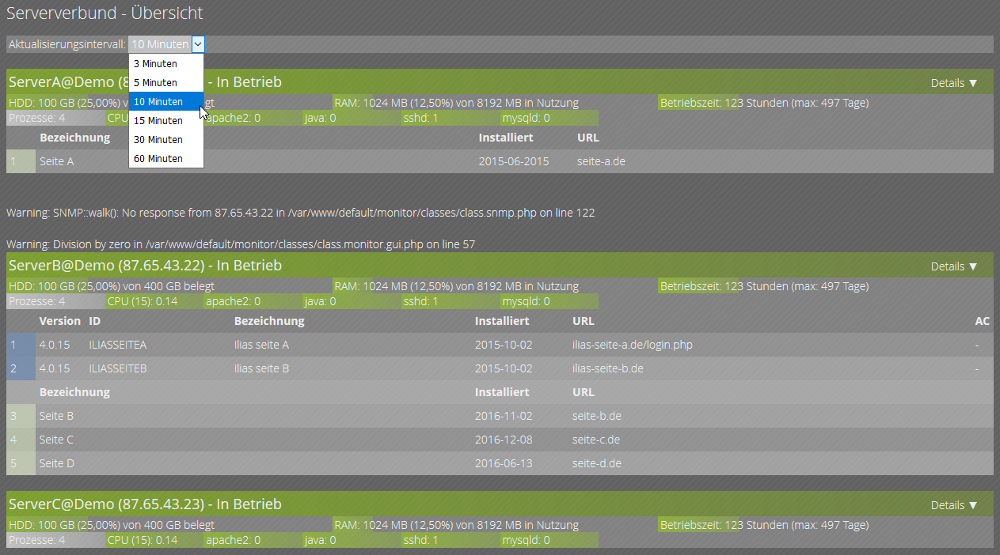 Serververbund - Übersicht
Aktualisierungsintervall: 10 Minuten
3 Minuten
5 Minuten
10 Minuten
15 Minuten
30 Minuten
60 Minuten
ServerA@Demo (8 - In Betrieb Details ▼
HDD: 100 GB (25,00%) v gt RAM: 1024 MB (12,50%) von 8192 MB in Nutzung Betriebszeit: 123 Stunden (max: 497 Tage)
Prozesse: 4 CPU apache2: 0 java: 0 sshd: 1 mysqld: 0
Bezeichnung Installiert URL
1 Seite A 2015-06-2015 seite-a.de
Warning: SNMP::walk(): No response from 87.65.43.22 in /var/www/default/monitor/classes/class.snmp.php on line 122
Warning: Division by zero in /var/www/default/monitor/classes/class.monitor.gui.php on line 57
ServerB@Demo (87.65.43.22) - In Betrieb Details ▼
HDD: 100 GB (25,00%) von 400 GB belegt RAM: 1024 MB (12,50%) von 8192 MB in Nutzung Betriebszeit: 123 Stunden (max: 497 Tage)
Prozesse: 4 CPU (15): 0.14 apache2: 0 java: 0 sshd: 1 mysqld: 0
Version ID Bezeichnung Installiert URL AC
1 4.0.15 ILIASSEITEA Ilias seite A 2015-10-02 ilias-seite-a.de/login.php -
2 4.0.15 ILIASSEITEB Ilias seite B 2015-10-02 ilias-seite-b.de -
Bezeichnung Installiert URL
3 Seite B 2016-11-02 seite-b.de
4 Seite C 2016-12-08 seite-c.de
5 Seite D 2016-06-13 seite-d.de
ServerC@Demo (87.65.43.23) - In Betrieb Details ▼
HDD: 100 GB (25,00%) von 400 GB belegt RAM: 1024 MB (12,50%) von 8192 MB in Nutzung Betriebszeit: 123 Stunden (max: 497 Tage)
Prozesse: 4 CPU (15): 0.14 apache2: 0 java: 0 sshd: 1 mysqld: 0